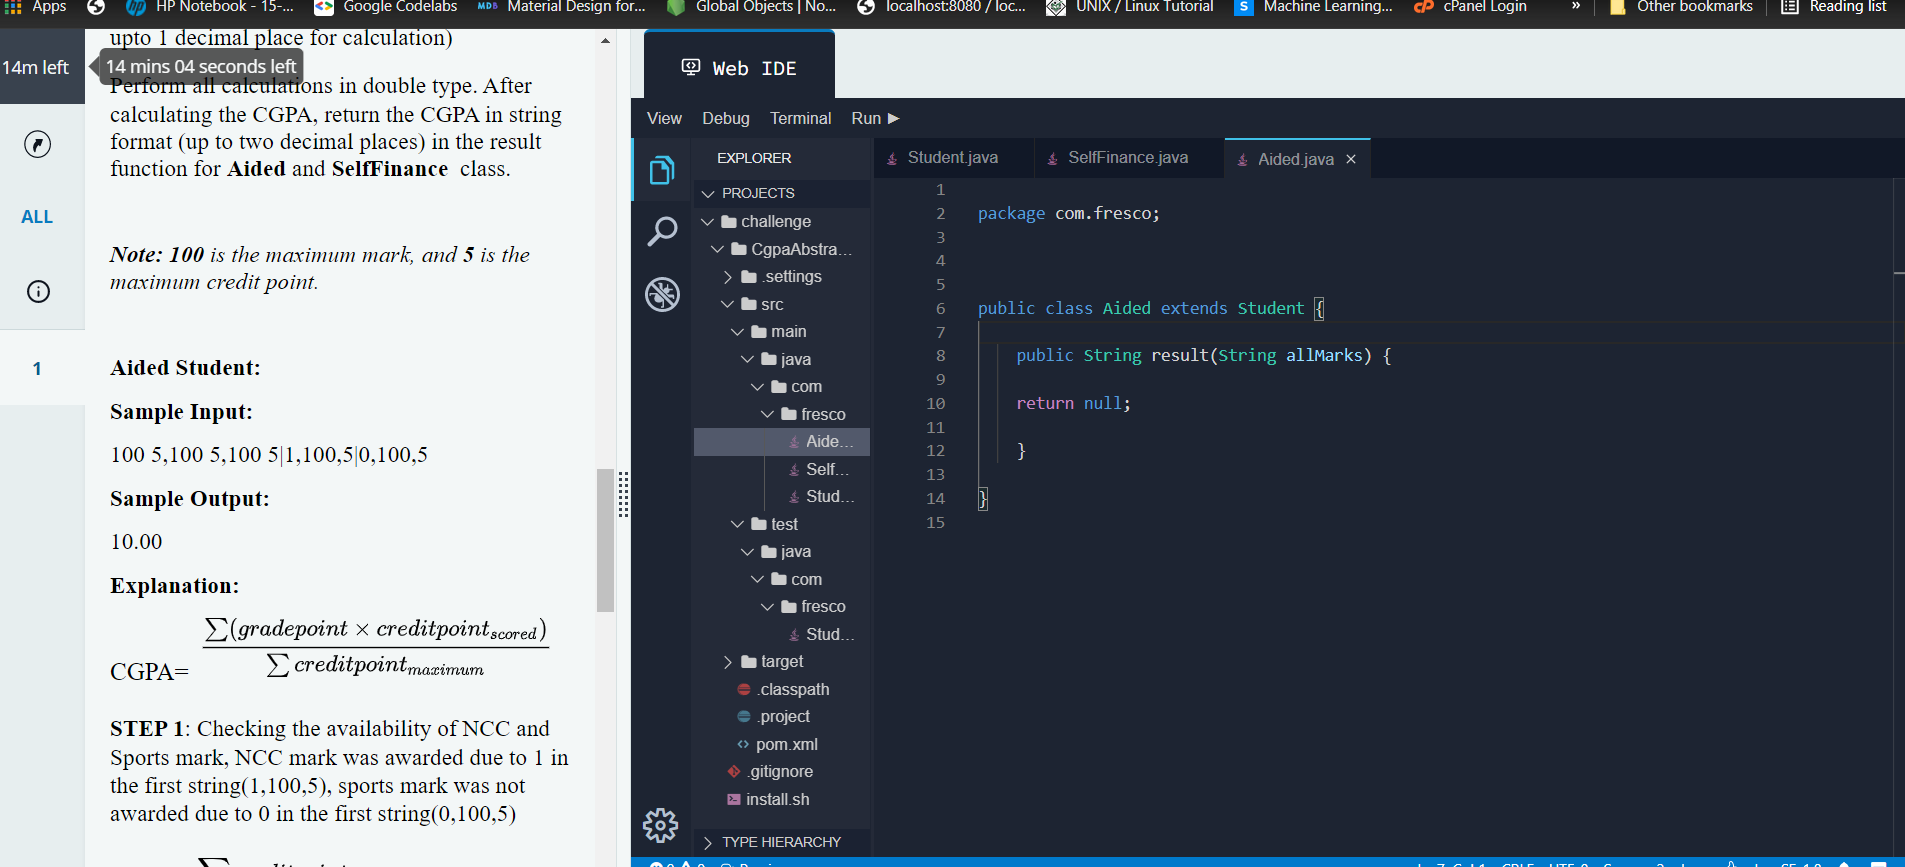 Apps
HP Notebook - 15-...
Google Codelabs
MDB Material Design for...
Global Objects | No...
localhost:8080 / loc...
UNIX / Linux Tutorial
S Machine Learning...
cP cPanel Login
»
Other bookmarks
Reading list
14m left
14 mins 04 seconds left
ALL
1
upto 1 decimal place for calculation)
Perform all calculations in double type. After
calculating the CGPA, return the CGPA in string
format (up to two decimal places) in the result
function for Aided and SelfFinance class.
Note: 100 is the maximum mark, and 5 is the
maximum credit point.
Aided Student:
Sample Input:
100 5,100 5,100 5|1,100,5|0,100,5
Sample Output:
10.00
Explanation:
CGPA= ∑(gradepoint × creditpoint scored)
∑ creditpoint maximum
STEP 1: Checking the availability of NCC and
Sports mark, NCC mark was awarded due to 1 in
the first string(1,100,5), sports mark was not
awarded due to 0 in the first string(0,100,5)
Web IDE
View Debug Terminal Run
EXPLORER
PROJECTS
challenge
CgpaAbstra...
.settings
src
main
java
com
fresco
Aide...
Self...
Stud...
test
java
com
fresco
Stud...
target
.classpath
.project
pom.xml
.gitignore
install.sh
TYPE HIERARCHY
Student.java
SelfFinance.java
Aided.java ×
1
2 package com.fresco;
3
4
5
6 public class Aided extends Student {
7
8 public String result(String allMarks) {
9
10 return null;
11
12 }
13
14 }
15